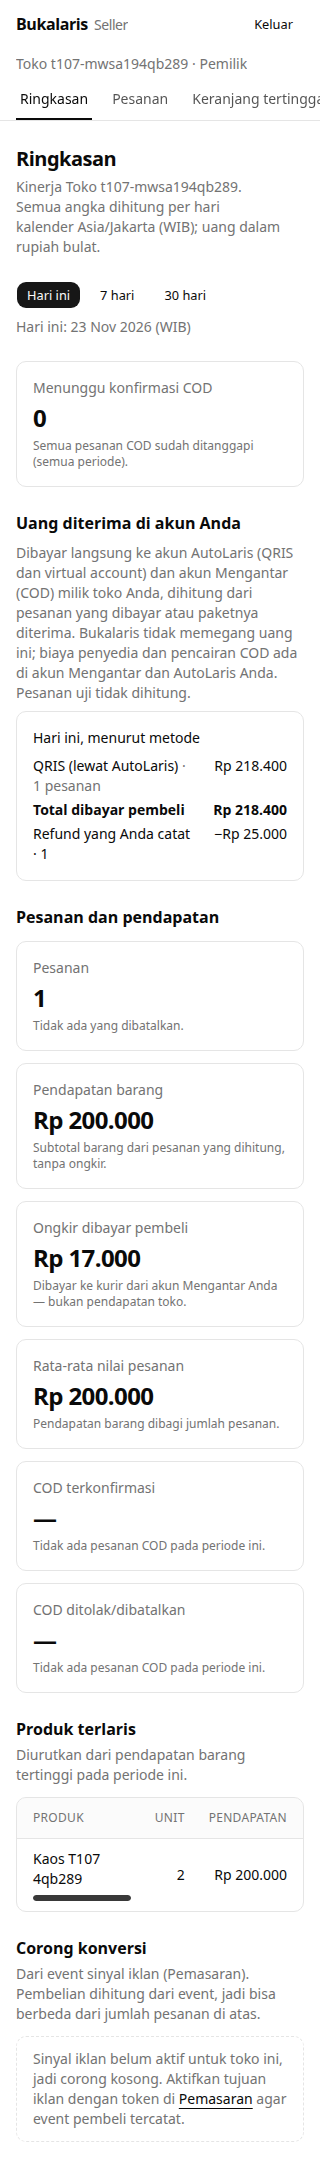 Bukalaris Seller
Keluar
Toko t107-mwsa194qb289 · Pemilik
Ringkasan Pesanan Keranjang tertingga
Ringkasan
Kinerja Toko t107-mwsa194qb289.
Semua angka dihitung per hari
kalender Asia/Jakarta (WIB); uang dalam
rupiah bulat.
Hari ini 7 hari 30 hari
Hari ini: 23 Nov 2026 (WIB)
Menunggu konfirmasi COD
0
Semua pesanan COD sudah ditanggapi
(semua periode).
Uang diterima di akun Anda
Dibayar langsung ke akun AutoLaris (QRIS
dan virtual account) dan akun Mengantar
(COD) milik toko Anda, dihitung dari
pesanan yang dibayar atau paketnya
diterima. Bukalaris tidak memegang uang
ini; biaya penyedia dan pencairan COD ada
di akun Mengantar dan AutoLaris Anda.
Pesanan uji tidak dihitung.
Hari ini, menurut metode
QRIS (lewat AutoLaris) · Rp 218.400
1 pesanan
Total dibayar pembeli Rp 218.400
Refund yang Anda catat −Rp 25.000
· 1
Pesanan dan pendapatan
Pesanan
1
Tidak ada yang dibatalkan.
Pendapatan barang
Rp 200.000
Subtotal barang dari pesanan yang dihitung,
tanpa ongkir.
Ongkir dibayar pembeli
Rp 17.000
Dibayar ke kurir dari akun Mengantar Anda
— bukan pendapatan toko.
Rata-rata nilai pesanan
Rp 200.000
Pendapatan barang dibagi jumlah pesanan.
COD terkonfirmasi
—
Tidak ada pesanan COD pada periode ini.
COD ditolak/dibatalkan
—
Tidak ada pesanan COD pada periode ini.
Produk terlaris
Diurutkan dari pendapatan barang
tertinggi pada periode ini.
PRODUK UNIT PENDAPATAN
Kaos T107
4qb289 2 Rp 200.000
Corong konversi
Dari event sinyal iklan (Pemasaran).
Pembelian dihitung dari event, jadi bisa
berbeda dari jumlah pesanan di atas.
Sinyal iklan belum aktif untuk toko ini,
jadi corong kosong. Aktifkan tujuan
iklan dengan token di Pemasaran agar
event pembeli tercatat.